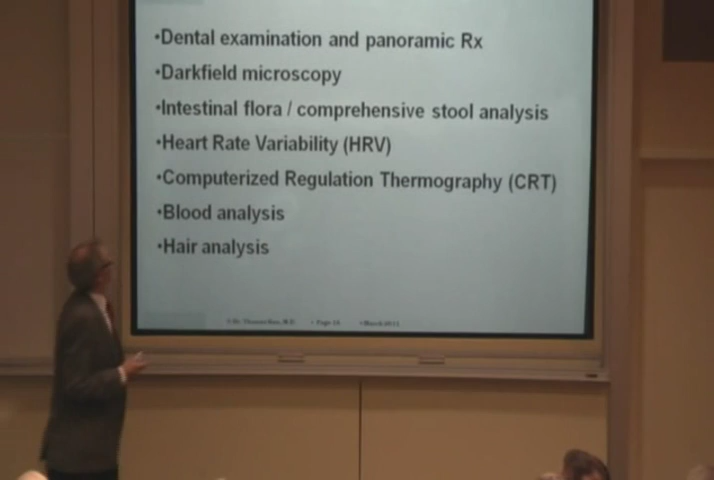 •Dental examination and panoramic Rx
•Darkfield microscopy
•Intestinal flora / comprehensive stool analysis
•Heart Rate Variability (HRV)
•Computerized Regulation Thermography (CRT)
•Blood analysis
•Hair analysis